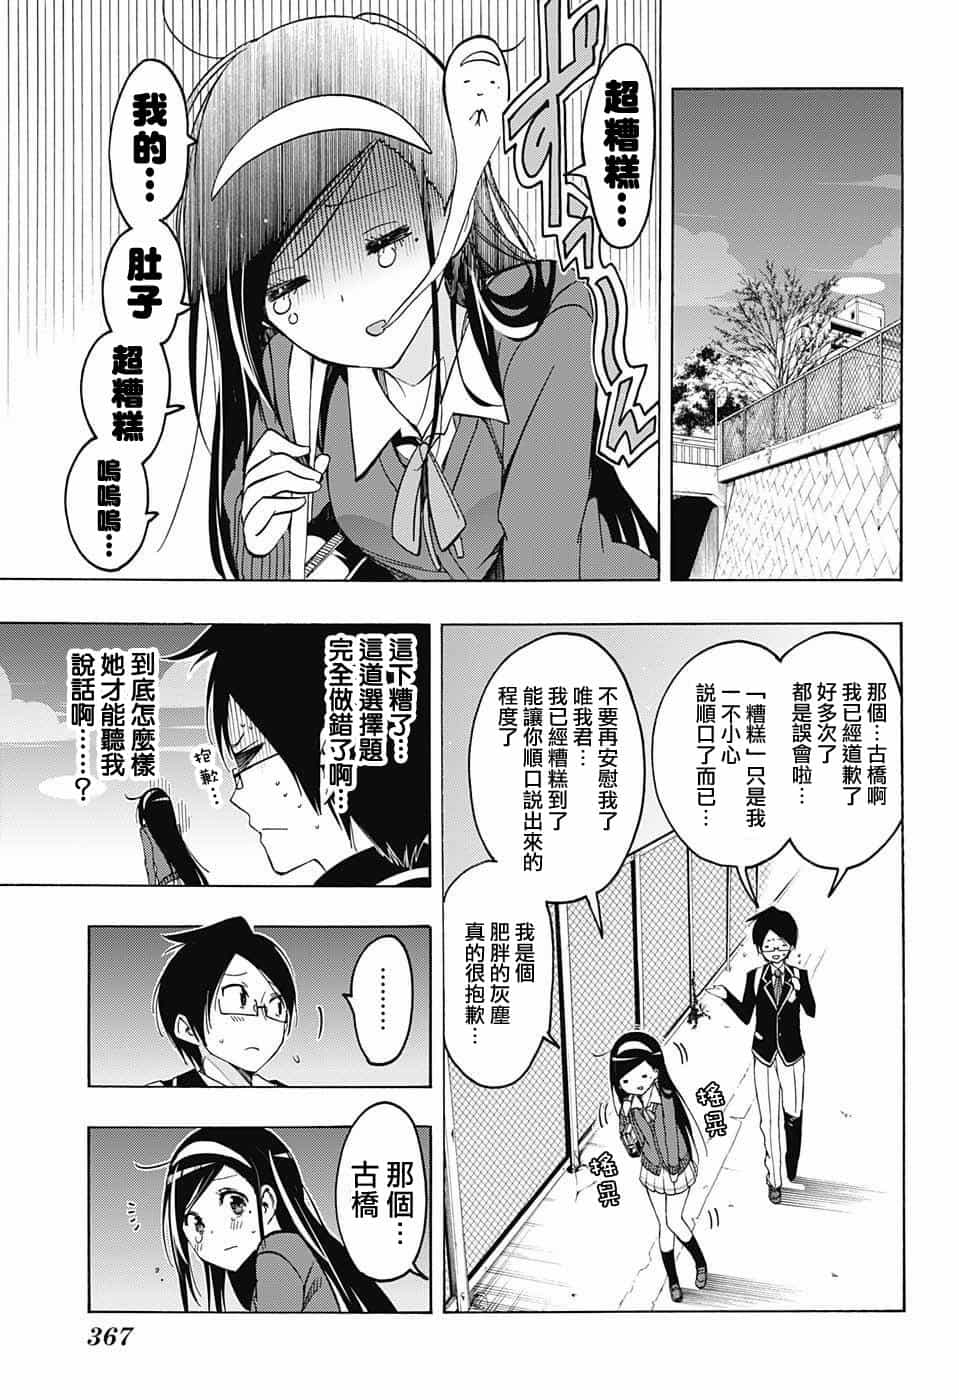 超糟糕…
我的…
肚子
超糟糕
嗚嗚嗚…
那個…古橋啊
我已經道歉了
好多次了
都是誤會啦…
「糟糕」只是我
一不小心
説順口了而已…
不要再安慰我了
唯我君…
我已經糟糕到了
能讓你順口説出來的
程度了
我是個
肥胖的灰塵
真的很抱歉…
搖晃
搖晃
這下糟了…
這道選擇題
完全做錯了啊…
抱歉…
到底怎麼樣
她才能聽我
說話啊………？
………
那個…
古橋
367